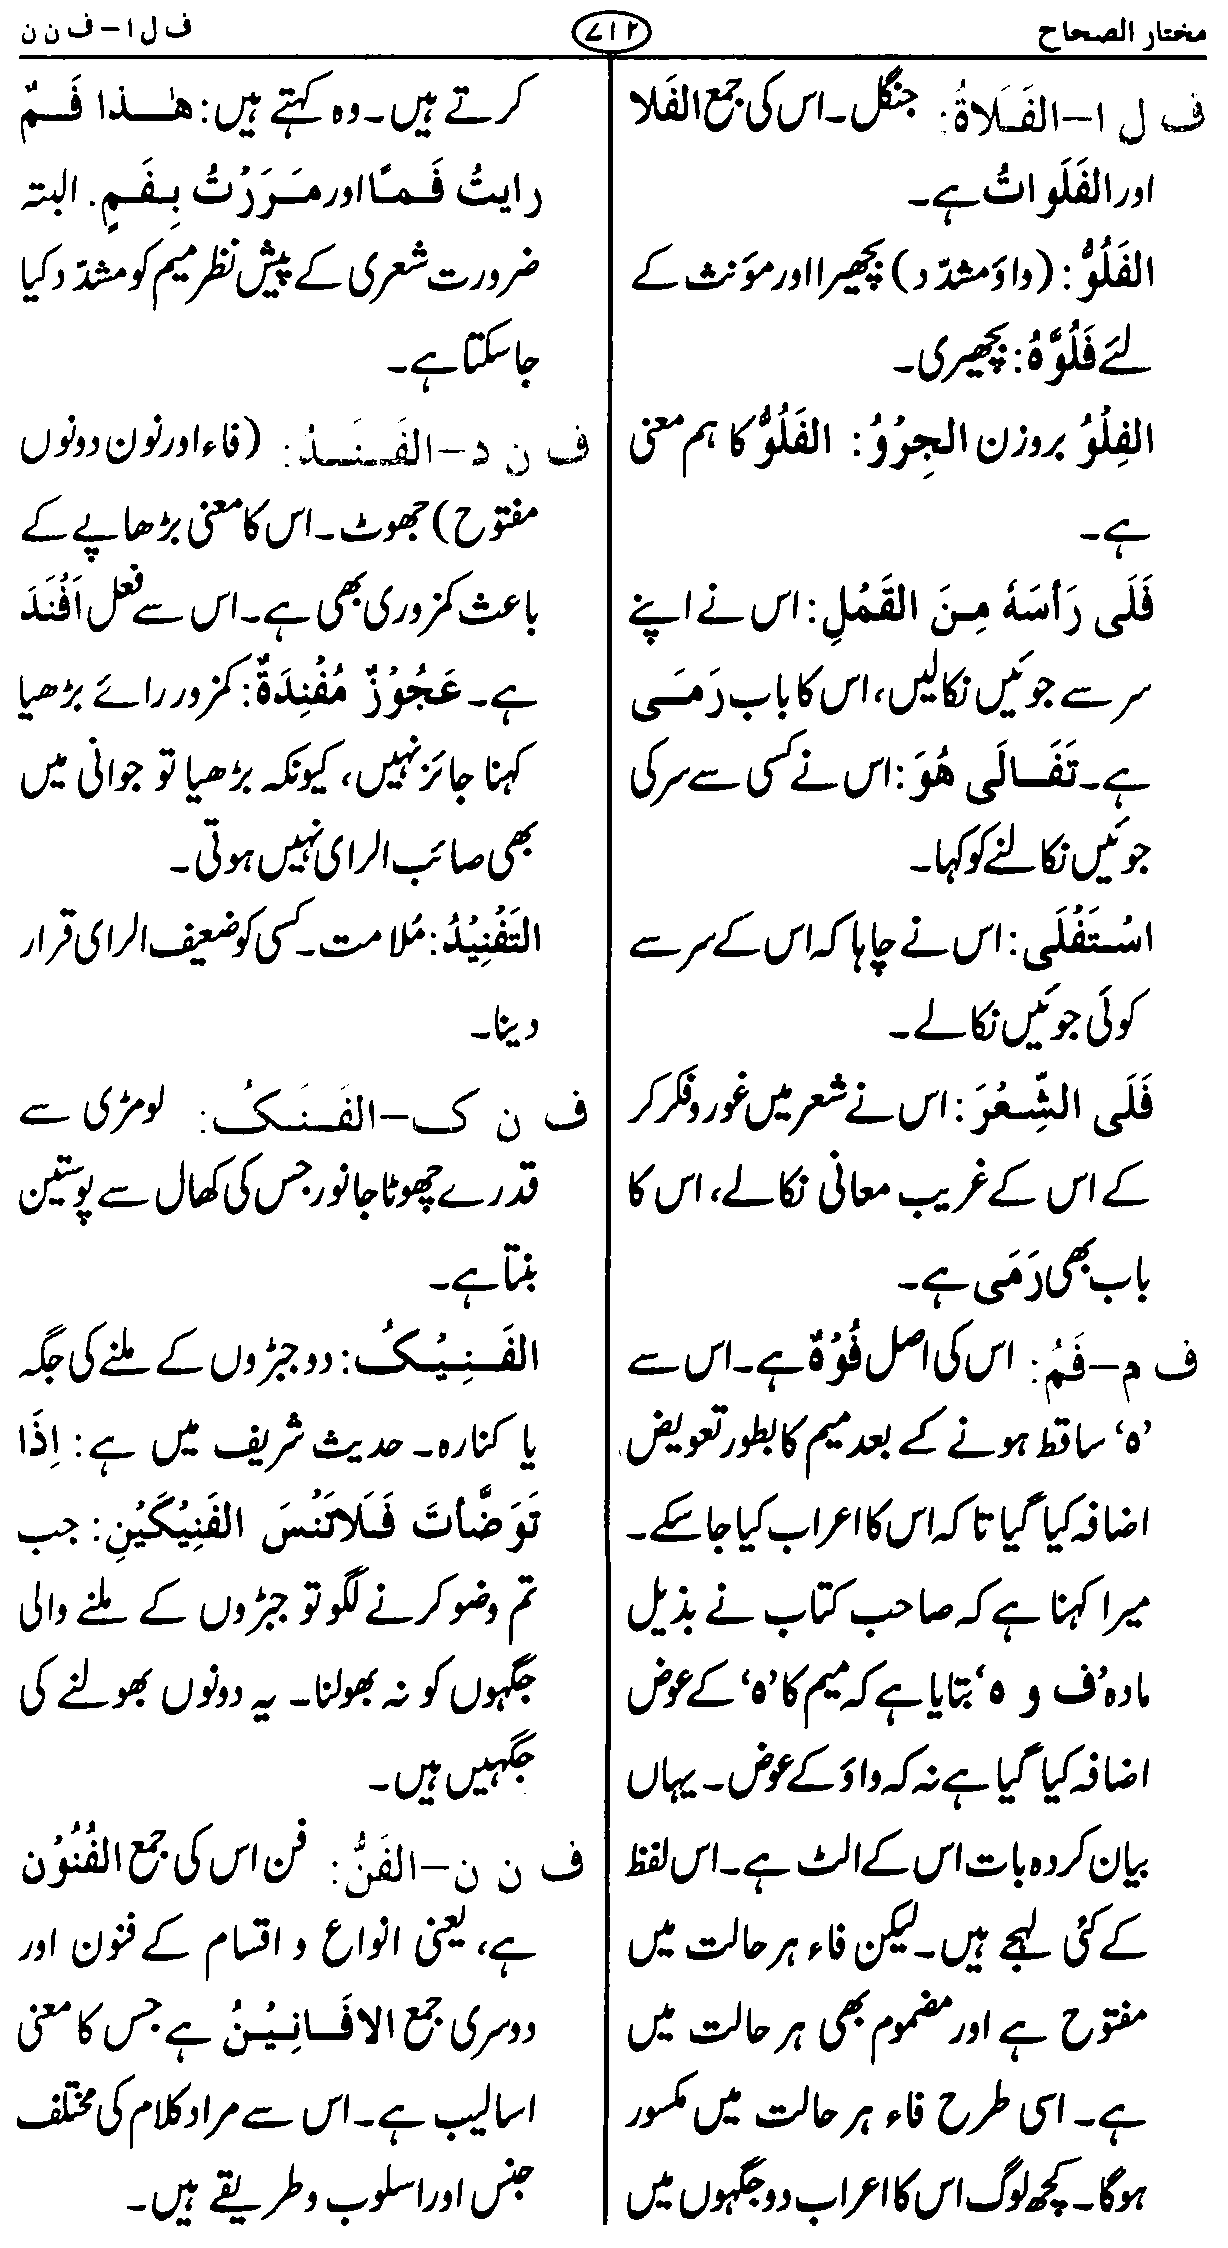 مختار الصحاح
۷۱۲
ف ل ا – ف ن ن
ف ل ا – الفَلَاةُ: جنگل۔ اس کی جمع الفَلا
اور الفَلَوَاتُ ہے۔
الفَلُوُّ: (واؤ مشدّد) بچھیرا اور مؤنث کے
لئے فَلُوَّةُ: بچھیری۔
الفِلْوُ بروزن الجِرْوُ: الفَلُوُّ کا ہم معنی
ہے۔
فَلَى رَأسَهٗ مِنَ القَمْلِ: اس نے اپنے
سر سے جوئیں نکالیں، اس کا باب رَمَى
ہے۔ تَفَالَى هُوَ: اس نے کسی سے سر کی
جوئیں نکالنے کو کہا۔
اسْتَفْلَى: اس نے چاہا کہ اس کے سر سے
کوئی جوئیں نکالے۔
فَلَى الشِّعْرَ: اس نے شعر میں غور و فکر کر
کے اس کے غریب معانی نکالے، اس کا
باب بھی رَمَى ہے۔
ف م – فَمُ: اس کی اصل فُوْهٌ ہے۔ اس سے
’ہ‘ ساقط ہونے کے بعد میم کا بطور تعویض
اضافہ کیا گیا تاکہ اس کا اعراب کیا جا سکے۔
میرا کہنا ہے کہ صاحب کتاب نے بذیل
مادہ ’ف و ہ‘ بتایا ہے کہ میم کا ’ہ‘ کے عوض
اضافہ کیا گیا ہے نہ کہ واؤ کے عوض۔ یہاں
بیان کردہ بات اس کے الٹ ہے۔ اس لفظ
کے کئی لہجے ہیں۔ لیکن فاء ہر حالت میں
مفتوح ہے اور مضموم بھی ہر حالت میں
ہے۔ اسی طرح فاء ہر حالت میں مکسور
ہوگا۔ کچھ لوگ اس کا اعراب دو جگہوں میں
کرتے ہیں۔ وہ کہتے ہیں: هٰذا فَمٌ
رایتُ فَمًا اور مَرَرْتُ بِفَمٍ. البتہ
ضرورت شعری کے پیش نظر میم کو مشدّد کیا
جا سکتا ہے۔
ف ن د – الفَنَدُ: (فاء اور نون دونوں
مفتوح) جھوٹ۔ اس کا معنی بڑھاپے کے
باعث کمزوری بھی ہے۔ اس سے فعل اَفْنَدَ
ہے۔ عَجُوْزٌ مُفْنِدَةٌ: کمزور رائے بڑھیا
کہنا جائز نہیں، کیونکہ بڑھیا تو جوانی میں
بھی صائب الرای نہیں ہوتی۔
التَفْنِيْدُ: مُلامت۔ کسی کو ضعیف الرای قرار
دینا۔
ف ن ک – الفَنَکُ: لومڑی سے
قدرے چھوٹا جانور جس کی کھال سے پوستین
بنتا ہے۔
الفَنِيْکُ: دو جبڑوں کے ملنے کی جگہ
یا کنارہ۔ حدیث شریف میں ہے: اِذَا
تَوَضَّأتَ فَلَاتَنْسَ الفَنِيْكَيْنِ: جب
تم وضو کرنے لگو تو جبڑوں کے ملنے والی
جگہوں کو نہ بھولنا۔ یہ دونوں بھولنے کی
جگہیں ہیں۔
ف ن ن – الفَنُّ: فن اس کی جمع الفُنُوْن
ہے، یعنی انواع و اقسام کے فنون اور
دوسری جمع الافَانِيْنُ ہے جس کا معنی
اسالیب ہے۔ اس سے مراد کلام کی مختلف
جنس اور اسلوب و طریقے ہیں۔